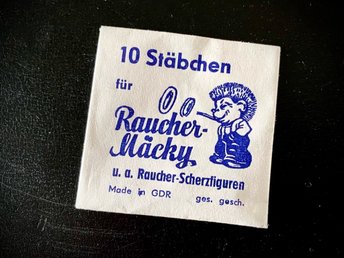 10 Stäbchen
für
Raucher-
Mäcky
u. a. Raucher-Scherzfiguren
Made in GDR ges. gesch.